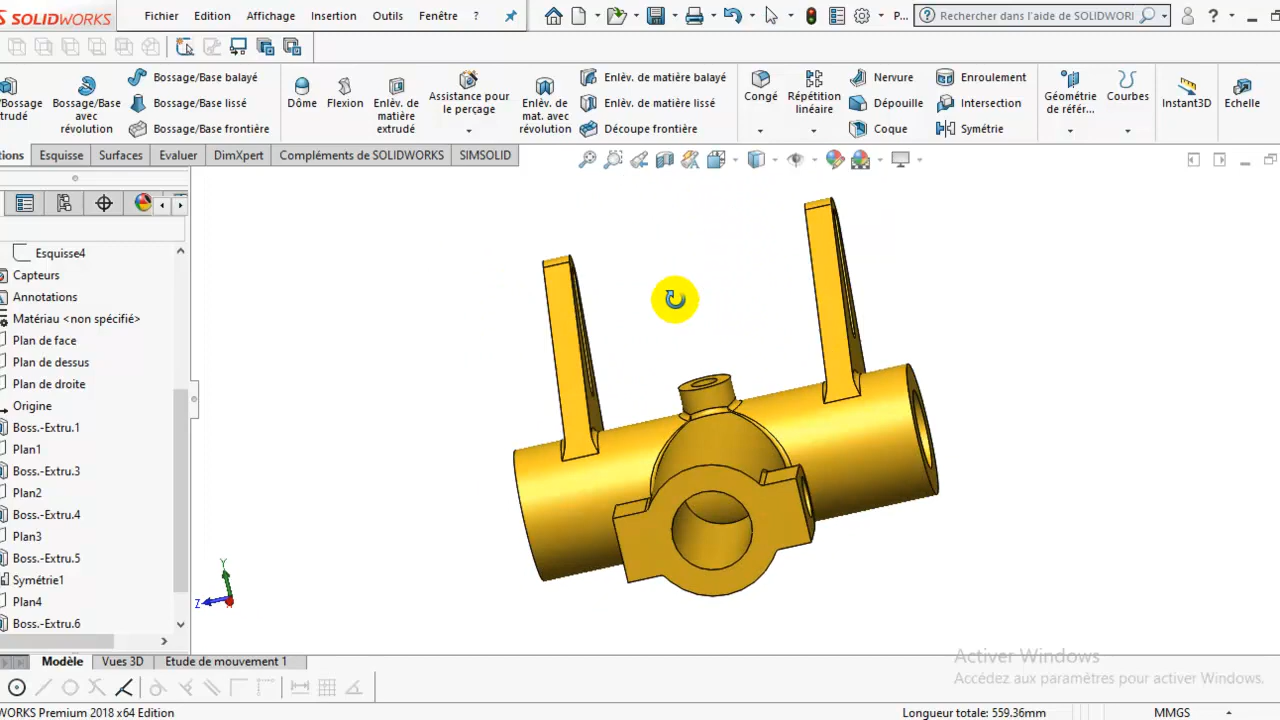 SOLIDWORKS
Fichier Edition Affichage Insertion Outils Fenêtre ? P... Rechercher dans l'aide de SOLIDWORI ?
Bossage/Base avec révolution
Bossage/Base balayé
Bossage/Base lissé
Bossage/Base frontière
Dôme
Flexion
Enlèv. de matière extrudé
Assistance pour le perçage
Enlèv. de mat. avec révolution
Enlèv. de matière balayé
Enlèv. de matière lissé
Découpe frontière
Congé
Répétition linéaire
Nervure
Dépouille
Coque
Enroulement
Intersection
Symétrie
Géométrie de référ...
Courbes
Instant3D
Echelle
Esquisse Surfaces Evaluer DimXpert Compléments de SOLIDWORKS SIMSOLID
Esquisse4
Capteurs
Annotations
Matériau <non spécifié>
Plan de face
Plan de dessus
Plan de droite
Origine
Boss.-Extru.1
Plan1
Boss.-Extru.3
Plan2
Boss.-Extru.4
Plan3
Boss.-Extru.5
Symétrie1
Plan4
Boss.-Extru.6
Y
Z
Activer Windows
Accédez aux paramètres pour activer Windows.
Modèle Vues 3D Etude de mouvement 1
WORKS Premium 2018 x64 Edition Longueur totale: 559.36mm MMGS